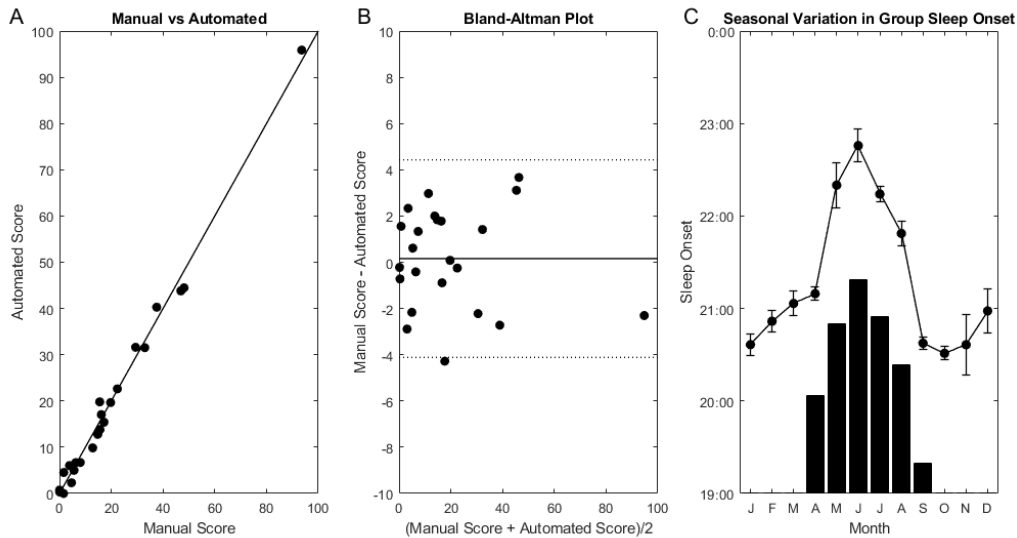 A
Manual vs Automated
100
90
80
70
60
50
40
30
20
10
0
0 20 40 60 80 100
Automated Score
Manual Score
B
Bland-Altman Plot
10
8
6
4
2
0
-2
-4
-6
-8
-10
0 20 40 60 80 100
Manual Score - Automated Score
(Manual Score + Automated Score)/2
C
Seasonal Variation in Group Sleep Onset
0:00
23:00
22:00
21:00
20:00
19:00
J F M A M J J A S O N D
Sleep Onset
Month